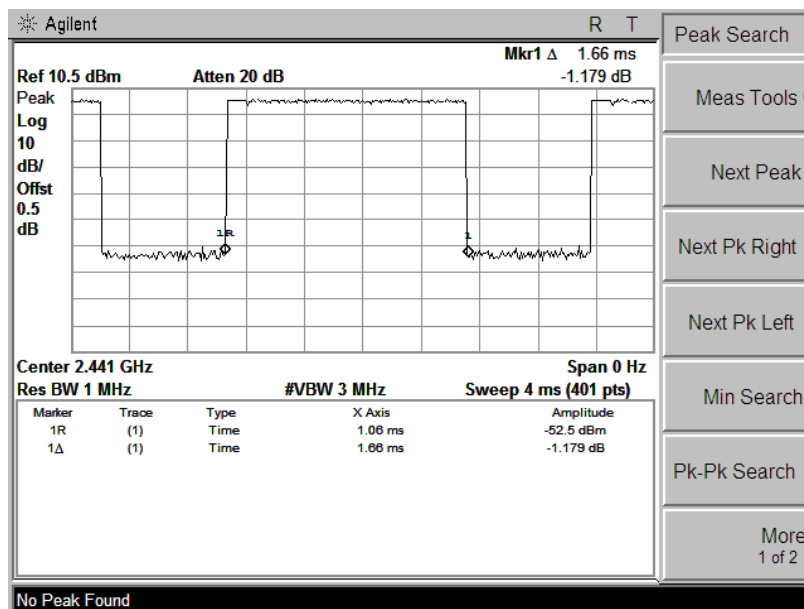 Agilent R T
Mkr1 Δ 1.66 ms
Ref 10.5 dBm Atten 20 dB -1.179 dB
Peak
Log
10
dB/
Offst
0.5
dB
1R
1
Center 2.441 GHz Span 0 Hz
Res BW 1 MHz #VBW 3 MHz Sweep 4 ms (401 pts)
Marker Trace Type X Axis Amplitude
1R (1) Time 1.06 ms -52.5 dBm
1Δ (1) Time 1.66 ms -1.179 dB
No Peak Found
Peak Search
Meas Tools
Next Peak
Next Pk Right
Next Pk Left
Min Search
Pk-Pk Search
More
1 of 2